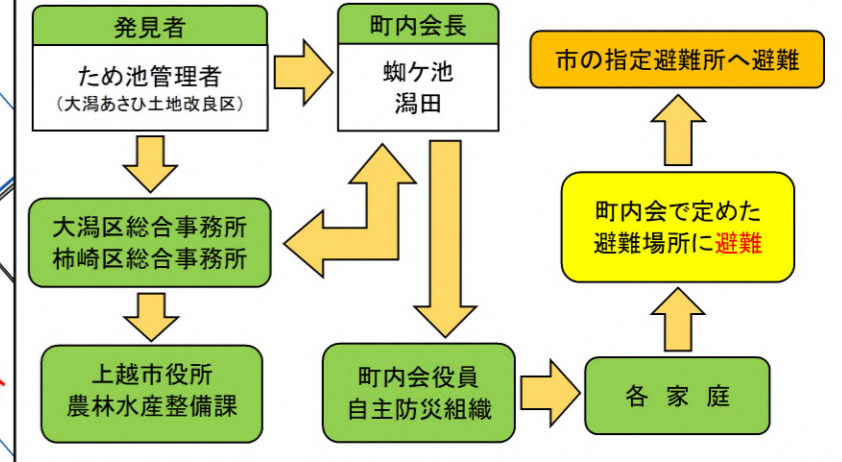 発見者
ため池管理者
（大潟あさひ土地改良区）
町内会長
蜘ケ池
潟田
市の指定避難所へ避難
大潟区総合事務所
柿崎区総合事務所
町内会で定めた
避難場所に避難
上越市役所
農林水産整備課
町内会役員
自主防災組織
各 家 庭